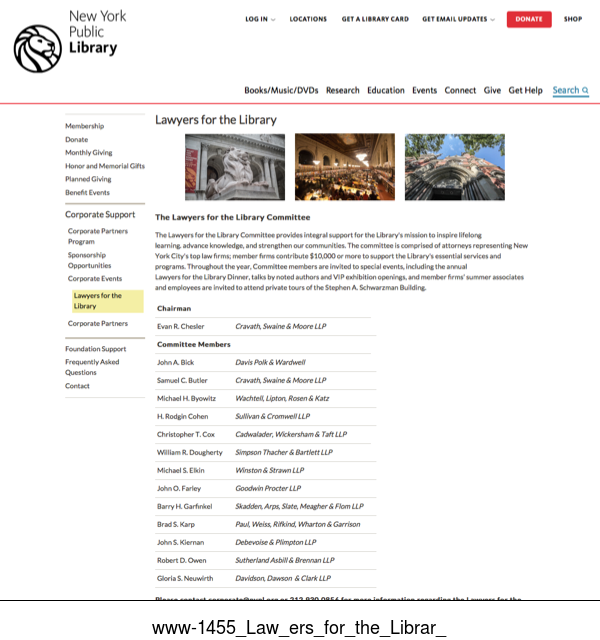 New York
Public
Library
LOG IN
LOCATIONS
GET A LIBRARY CARD
GET EMAIL UPDATES
DONATE
SHOP
Books/Music/DVDs
Research
Education
Events
Connect
Give
Get Help
Search
Membership
Donate
Monthly Giving
Honor and Memorial Gifts
Planned Giving
Benefit Events
Corporate Support
Corporate Partners
Program
Sponsorship
Opportunities
Corporate Events
Lawyers for the
Library
Corporate Partners
Foundation Support
Frequently Asked
Questions
Contact
Lawyers for the Library
The Lawyers for the Library Committee
The Lawyers for the Library Committee provides integral support for the Library's mission to inspire lifelong
learning, advance knowledge, and strengthen our communities. The committee is comprised of attorneys representing New
York City's top law firms; member firms contribute $10,000 or more to support the Library's essential services and
programs. Throughout the year, Committee members are invited to special events, including the annual
Lawyers for the Library Dinner, talks by noted authors and VIP exhibition openings, and member firms' summer associates
and employees are invited to attend private tours of the Stephen A. Schwarzman Building.
Chairman
Evan R. Chesler Cravath, Swaine & Moore LLP
Committee Members
John A. Bick Davis Polk & Wardwell
Samuel C. Butler Cravath, Swaine & Moore LLP
Michael H. Byowitz Wachtell, Lipton, Rosen & Katz
H. Rodgin Cohen Sullivan & Cromwell LLP
Christopher T. Cox Cadwalader, Wickersham & Taft LLP
William R. Dougherty Simpson Thacher & Bartlett LLP
Michael S. Elkin Winston & Strawn LLP
John O. Farley Goodwin Procter LLP
Barry H. Garfinkel Skadden, Arps, Slate, Meagher & Flom LLP
Brad S. Karp Paul, Weiss, Rifkind, Wharton & Garrison
John S. Kiernan Debevoise & Plimpton LLP
Robert D. Owen Sutherland Asbill & Brennan LLP
Gloria S. Neuwirth Davidson, Dawson & Clark LLP
for more information regarding the Lawyers for the
www-1455_Law_ers_for_the_Librar_